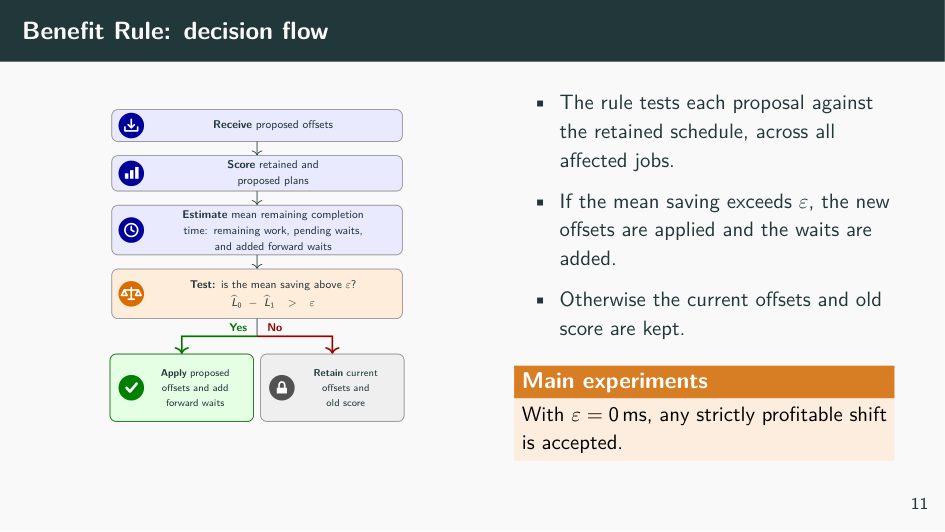 Benefit Rule: decision flow
Receive proposed offsets
Score retained and
proposed plans
Estimate mean remaining completion
time: remaining work, pending waits,
and added forward waits
Test: is the mean saving above ε?
L̂₀ − L̂₁ > ε
Yes No
Apply proposed
offsets and add
forward waits
Retain current
offsets and
old score
▪ The rule tests each proposal against
the retained schedule, across all
affected jobs.
▪ If the mean saving exceeds ε, the new
offsets are applied and the waits are
added.
▪ Otherwise the current offsets and old
score are kept.
Main experiments
With ε = 0 ms, any strictly profitable shift
is accepted.
11